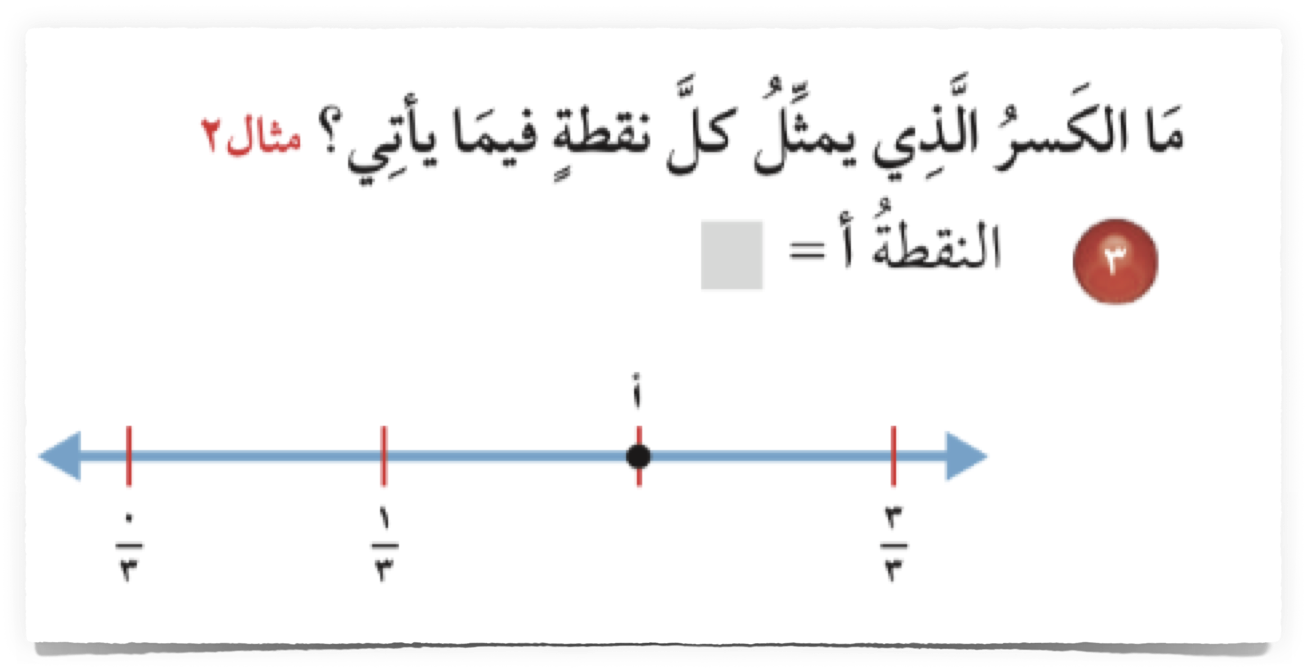 مَا الكَسرُ الَّذِي يمثِّلُ كلَّ نقطةٍ فيمَا يأتِي؟ مثال٢
٣ النقطةُ أ =
أ
٠/٣ ١/٣ ٣/٣